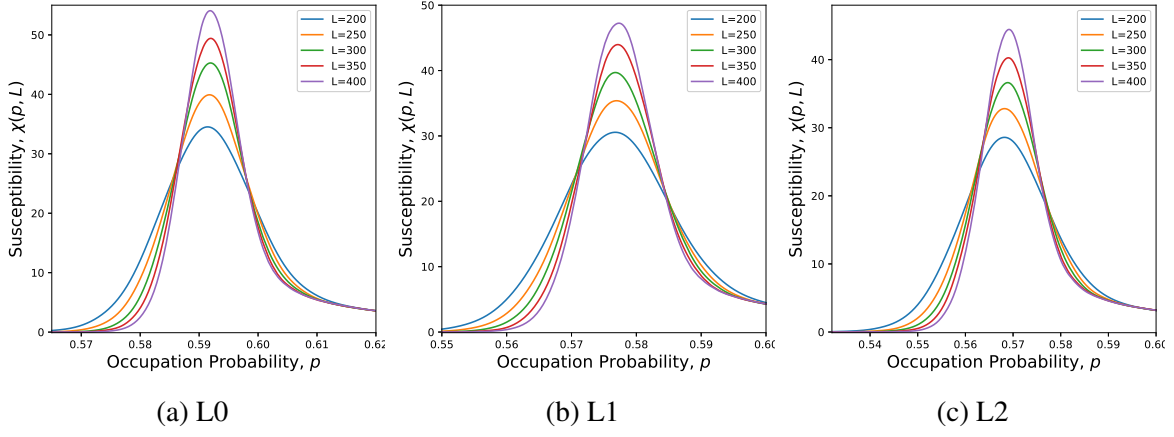 Susceptibility, χ(p, L)
50
40
30
20
10
0
0.57 0.58 0.59 0.60 0.61 0.62
Occupation Probability, p
L=200
L=250
L=300
L=350
L=400
(a) L0
Susceptibility, χ(p, L)
50
40
30
20
10
0
0.55 0.56 0.57 0.58 0.59 0.60
Occupation Probability, p
L=200
L=250
L=300
L=350
L=400
(b) L1
Susceptibility, χ(p, L)
40
30
20
10
0
0.54 0.55 0.56 0.57 0.58 0.59 0.60
Occupation Probability, p
L=200
L=250
L=300
L=350
L=400
(c) L2